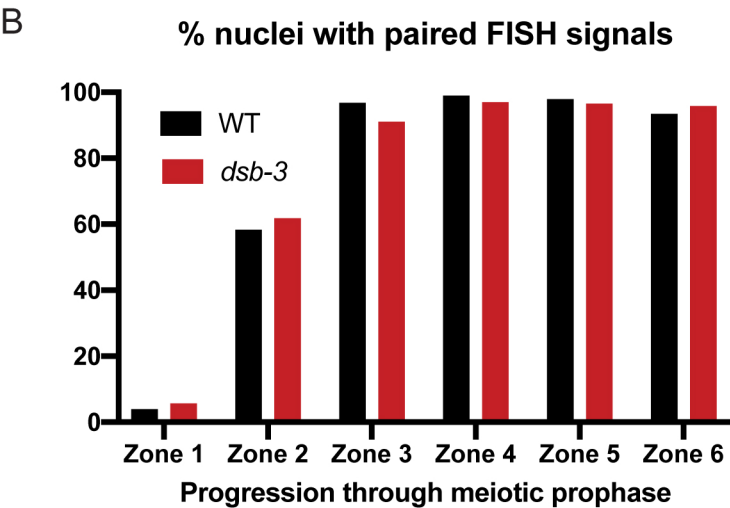 B
% nuclei with paired FISH signals
100
80
60
40
20
0
WT
dsb-3
Zone 1 Zone 2 Zone 3 Zone 4 Zone 5 Zone 6
Progression through meiotic prophase